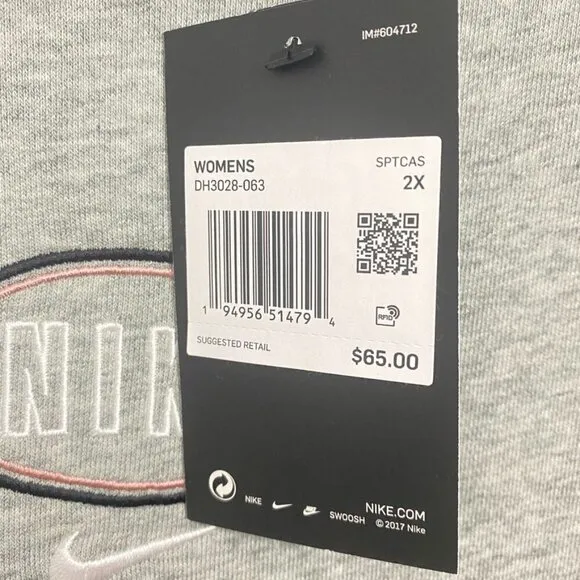 IM#604712
WOMENS SPTCAS
DH3028-063 2X
1 94956 51479 4
RFID
SUGGESTED RETAIL $65.00
NIK
NIKE SWOOSH NIKE.COM
© 2017 Nike